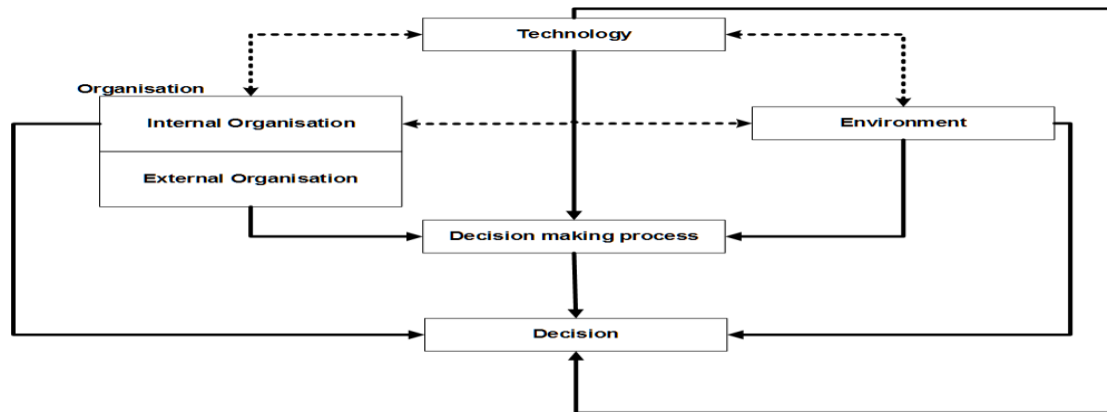 Technology
Organisation
Internal Organisation
Environment
External Organisation
Decision making process
Decision